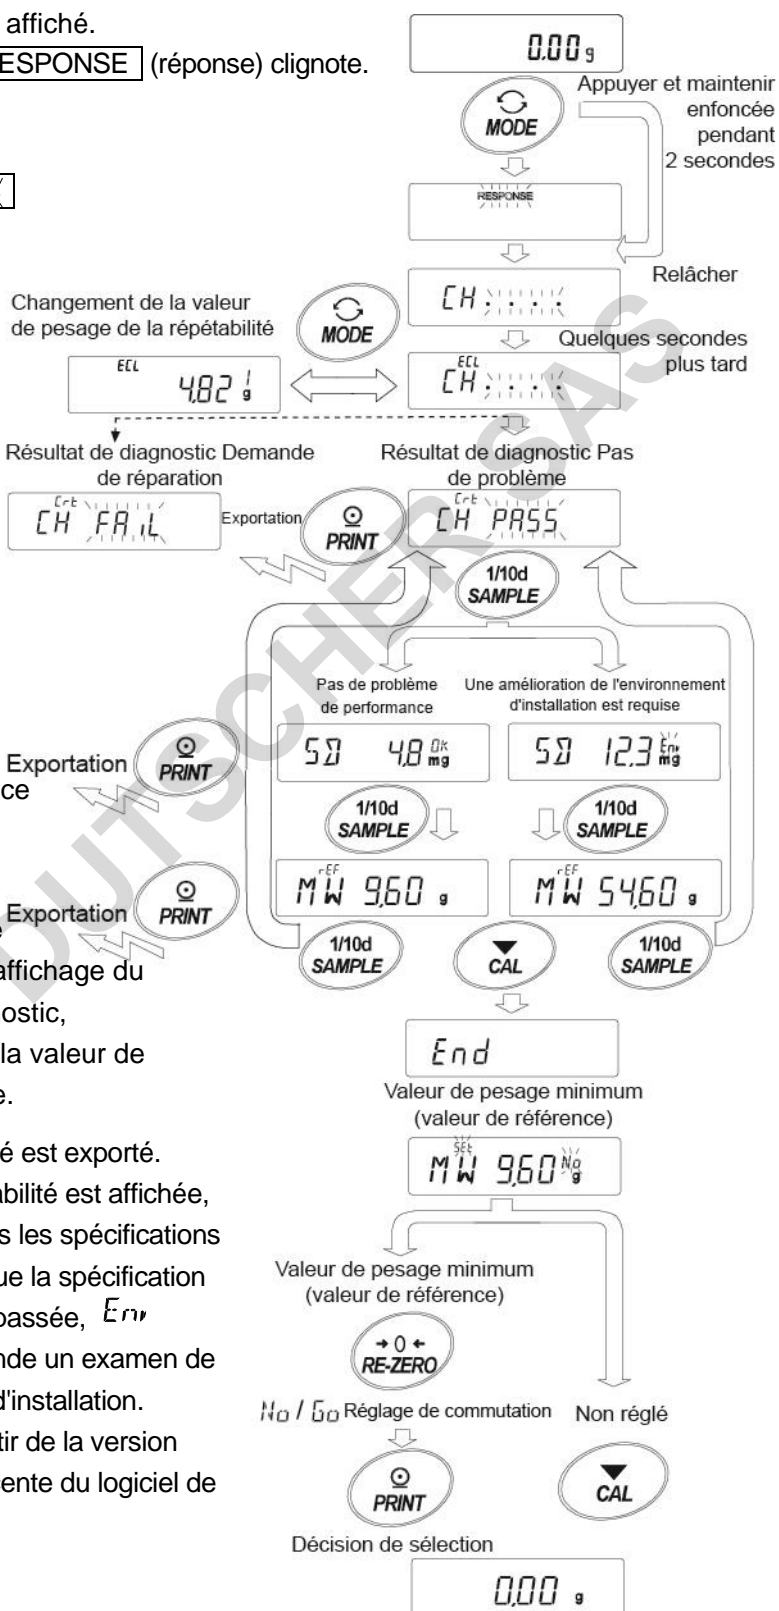 affiché.
ESPONSE (réponse) clignote.
0.00 g
Appuyer et maintenir
enfoncée
pendant
2 secondes
MODE
RESPONSE
Relâcher
CH
Changement de la valeur
de pesage de la répétabilité
MODE
Quelques secondes
plus tard
ECL
4,82 g
ECL
CH
Résultat de diagnostic Demande
de réparation
Résultat de diagnostic Pas
de problème
Crt
CH FAiL
Exportation
PRINT
Crt
CH PASS
1/10d
SAMPLE
Pas de problème
de performance
Une amélioration de l'environnement
d'installation est requise
SD 4,8 OK mg
SD 12,3 Env mg
Exportation
PRINT
ce
1/10d
SAMPLE
1/10d
SAMPLE
rEF
MW 9,60 g
rEF
MW 54,60 g
Exportation
PRINT
1/10d
SAMPLE
CAL
1/10d
SAMPLE
affichage du
nostic,
la valeur de
e.
End
Valeur de pesage minimum
(valeur de référence)
é est exporté.
abilité est affichée,
s les spécifications
ue la spécification
passée, Env
nde un examen de
d'installation.
tir de la version
cente du logiciel de
SEt
MW 9,60 No g
Valeur de pesage minimum
(valeur de référence)
→0←
RE-ZERO
No / Go Réglage de commutation
Non réglé
PRINT
CAL
Décision de sélection
0,00 g
DUTSCHER SAS